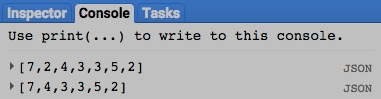 Inspector Console Tasks
Use print(...) to write to this console.
[7,2,4,3,3,5,2] JSON
[7,4,3,3,5,2] JSON